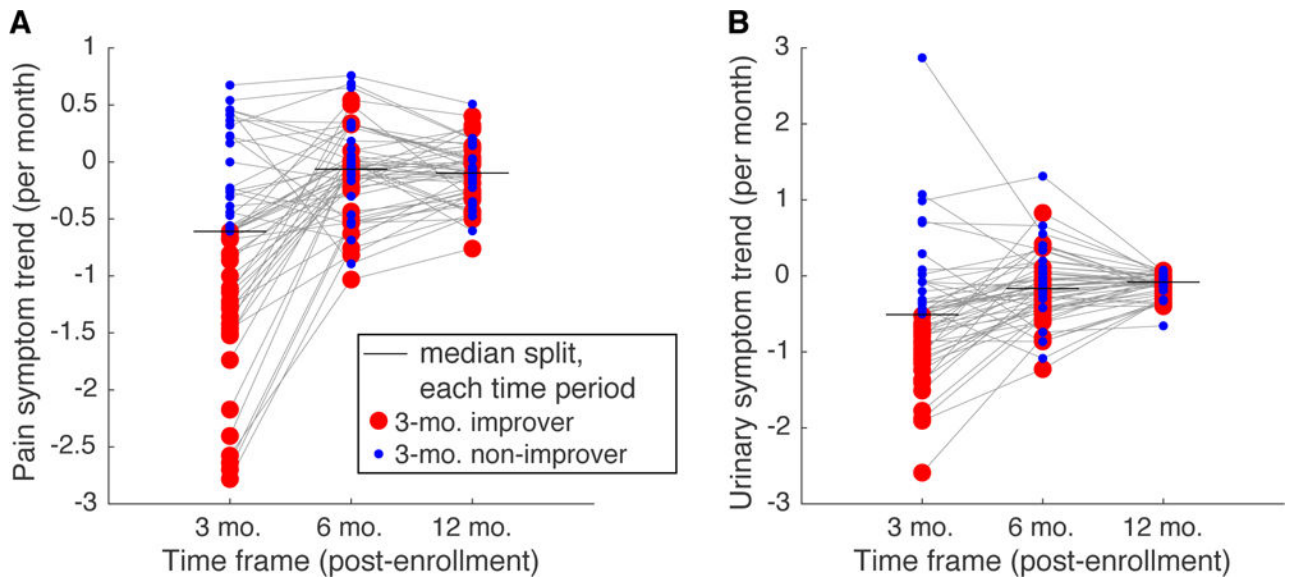 A
Pain symptom trend (per month)
1
0.5
0
-0.5
-1
-1.5
-2
-2.5
-3
3 mo.
6 mo.
12 mo.
Time frame (post-enrollment)
median split,
each time period
3-mo. improver
3-mo. non-improver
B
Urinary symptom trend (per month)
3
2
1
0
-1
-2
-3
3 mo.
6 mo.
12 mo.
Time frame (post-enrollment)